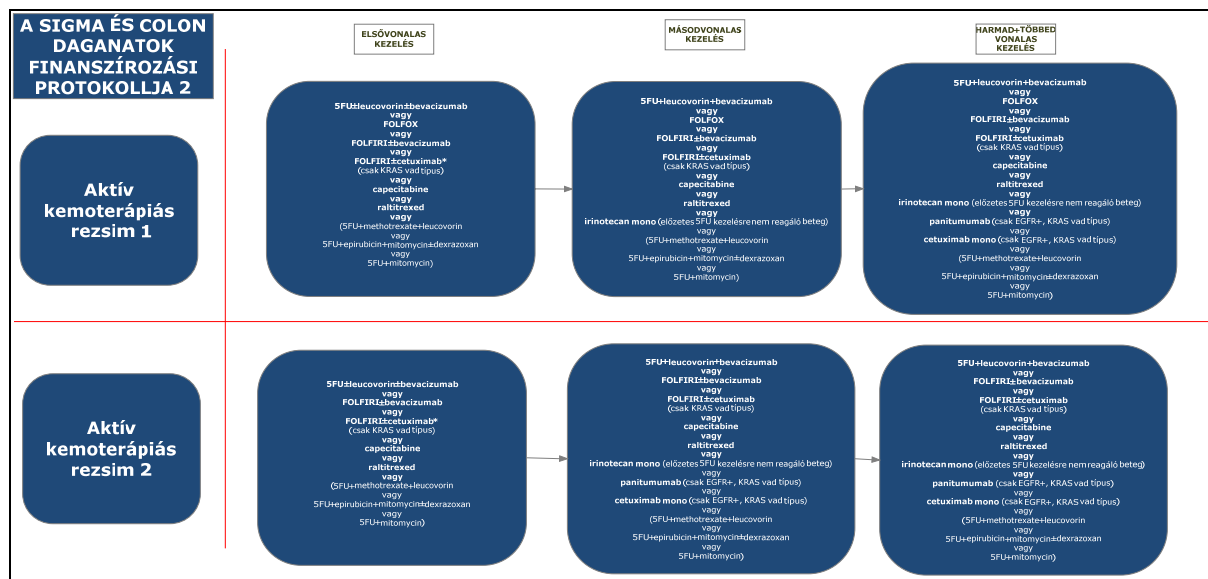 A SIGMA ÉS COLON
DAGANATOK
FINANSZÍROZÁSI
PROTOKOLLJA 2
ELSŐVONALAS
KEZELÉS
MÁSODVONALAS
KEZELÉS
HARMAD+TÖBBED
VONALAS
KEZELÉS
Aktív
kemoterápiás
rezsim 1
5FU±leucovorin±bevacizumab
vagy
FOLFOX
vagy
FOLFIRI±bevacizumab
vagy
FOLFIRI±cetuximab*
(csak KRAS vad típus)
vagy
capecitabine
vagy
raltitrexed
vagy
(5FU+methotrexate+leucovorin
vagy
5FU+epirubicin+mitomycin±dexrazoxan
vagy
5FU+mitomycin)
5FU+leucovorin+bevacizumab
vagy
FOLFOX
vagy
FOLFIRI±bevacizumab
vagy
FOLFIRI±cetuximab
(csak KRAS vad típus)
vagy
capecitabine
vagy
raltitrexed
vagy
irinotecan mono (előzetes 5FU kezelésre nem reagáló beteg)
vagy
(5FU+methotrexate+leucovorin
vagy
5FU+epirubicin+mitomycin±dexrazoxan
vagy
5FU+mitomycin)
5FU+leucovorin+bevacizumab
vagy
FOLFOX
vagy
FOLFIRI±bevacizumab
vagy
FOLFIRI±cetuximab
(csak KRAS vad típus)
vagy
capecitabine
vagy
raltitrexed
vagy
irinotecan mono (előzetes 5FU kezelésre nem reagáló beteg)
vagy
panitumumab (csak EGFR+, KRAS vad típus)
vagy
cetuximab mono (csak EGFR+, KRAS vad típus)
vagy
(5FU+methotrexate+leucovorin
vagy
5FU+epirubicin+mitomycin±dexrazoxan
vagy
5FU+mitomycin)
Aktív
kemoterápiás
rezsim 2
5FU±leucovorin±bevacizumab
vagy
FOLFIRI±bevacizumab
vagy
FOLFIRI±cetuximab*
(csak KRAS vad típus)
vagy
capecitabine
vagy
raltitrexed
vagy
(5FU+methotrexate+leucovorin
vagy
5FU+epirubicin+mitomycin±dexrazoxan
vagy
5FU+mitomycin)
5FU+leucovorin+bevacizumab
vagy
FOLFIRI±bevacizumab
vagy
FOLFIRI±cetuximab
(csak KRAS vad típus)
vagy
capecitabine
vagy
raltitrexed
vagy
irinotecan mono (előzetes 5FU kezelésre nem reagáló beteg)
vagy
panitumumab (csak EGFR+, KRAS vad típus)
vagy
cetuximab mono (csak EGFR+, KRAS vad típus)
vagy
(5FU+methotrexate+leucovorin
vagy
5FU+epirubicin+mitomycin±dexrazoxan
vagy
5FU+mitomycin)
5FU+leucovorin+bevacizumab
vagy
FOLFIRI±bevacizumab
vagy
FOLFIRI±cetuximab
(csak KRAS vad típus)
vagy
capecitabine
vagy
raltitrexed
vagy
irinotecan mono (előzetes 5FU kezelésre nem reagáló beteg)
vagy
panitumumab (csak EGFR+, KRAS vad típus)
vagy
cetuximab mono (csak EGFR+, KRAS vad típus)
vagy
(5FU+methotrexate+leucovorin
vagy
5FU+epirubicin+mitomycin±dexrazoxan
vagy
5FU+mitomycin)